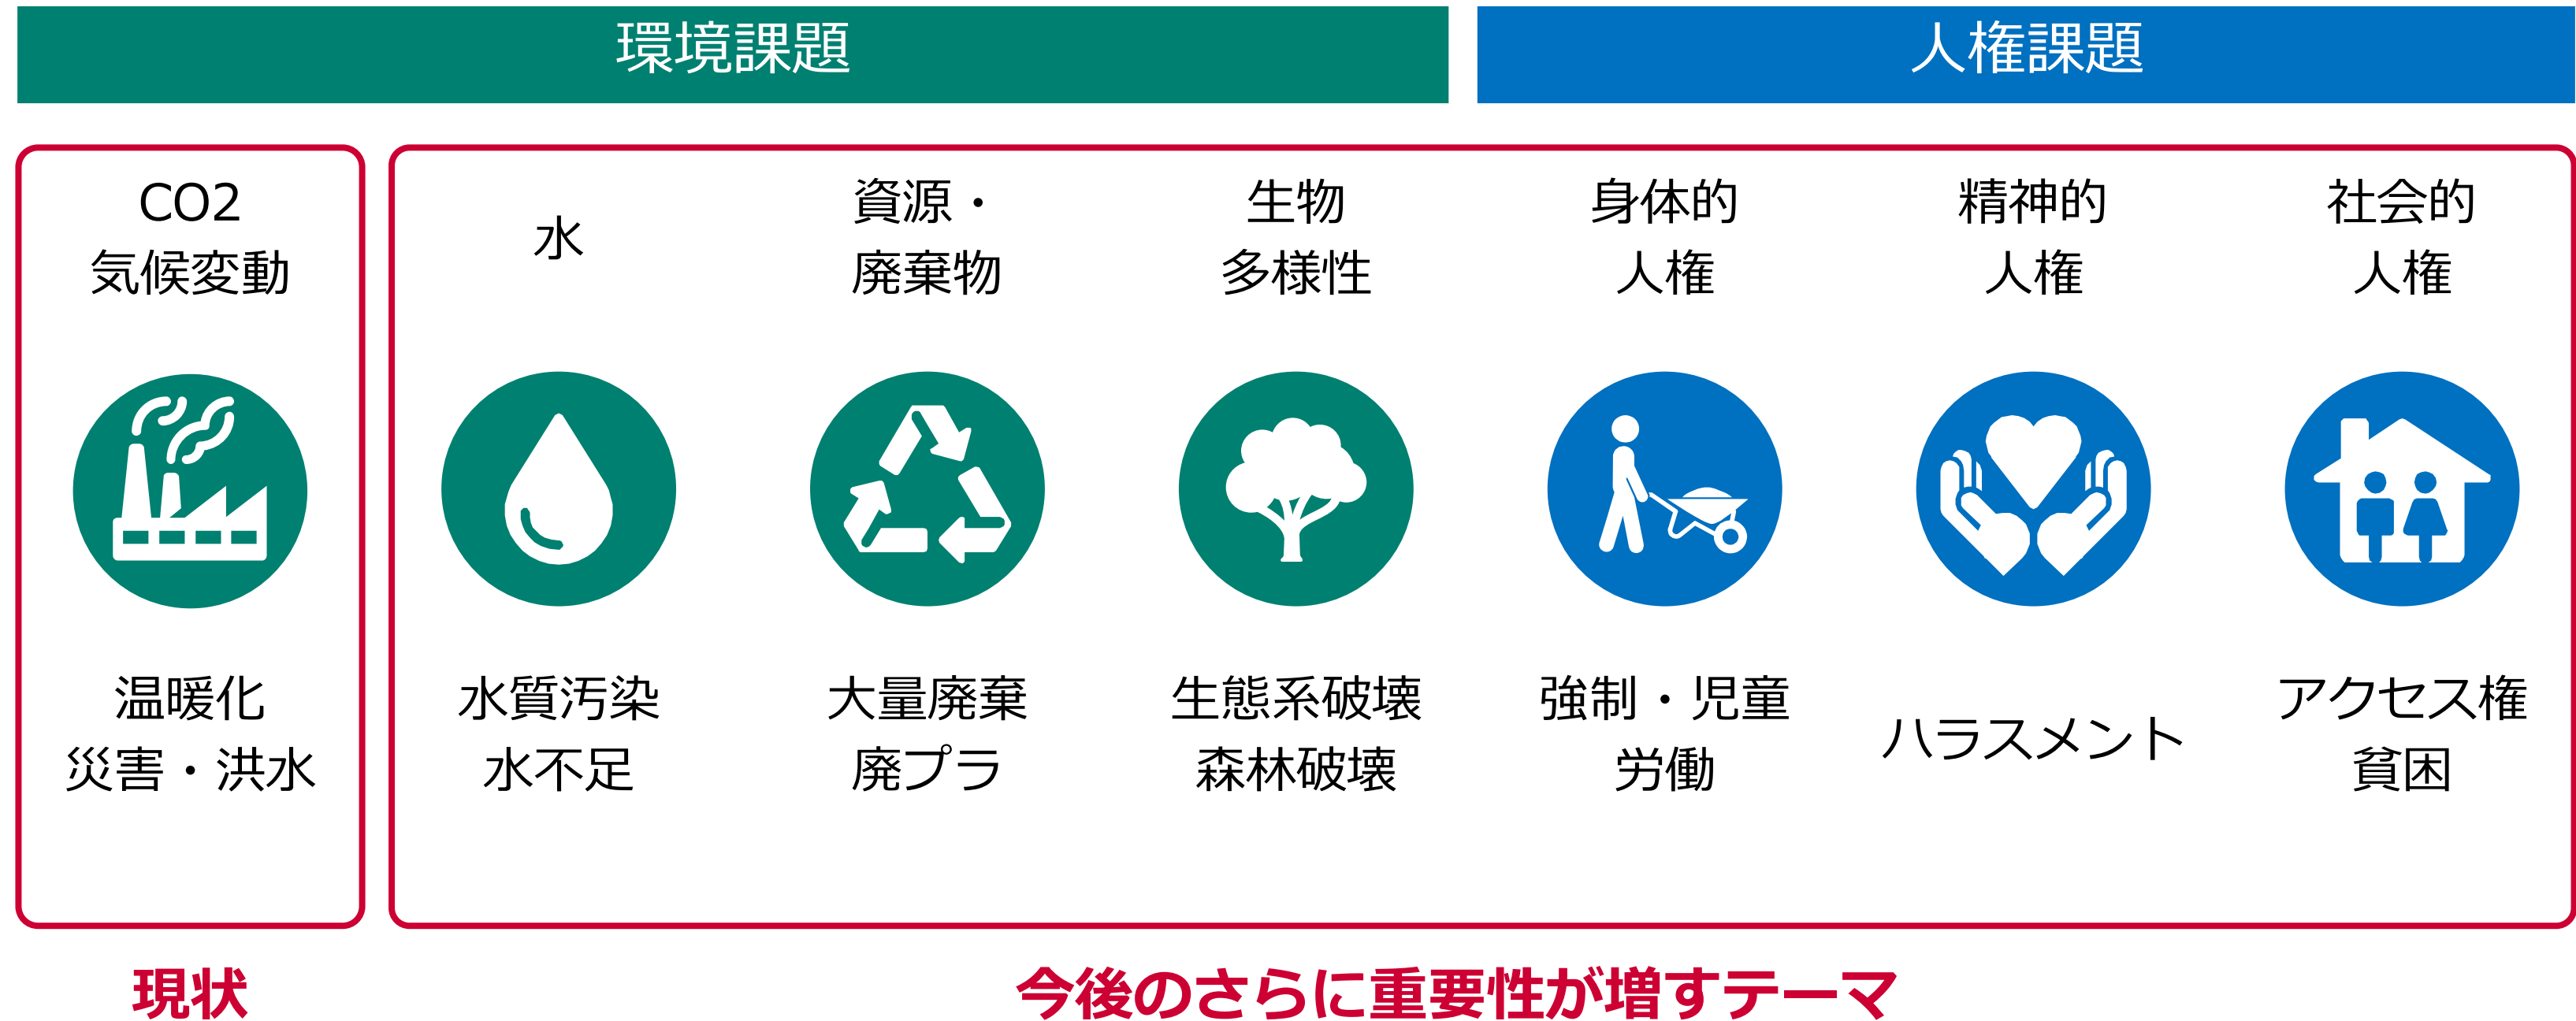 環境課題
人権課題
CO2
気候変動
水
資源・
廃棄物
生物
多様性
身体的
人権
精神的
人権
社会的
人権
温暖化
災害・洪水
水質汚染
水不足
大量廃棄
廃プラ
生態系破壊
森林破壊
強制・児童
労働
ハラスメント
アクセス権
貧困
現状
今後のさらに重要性が増すテーマ